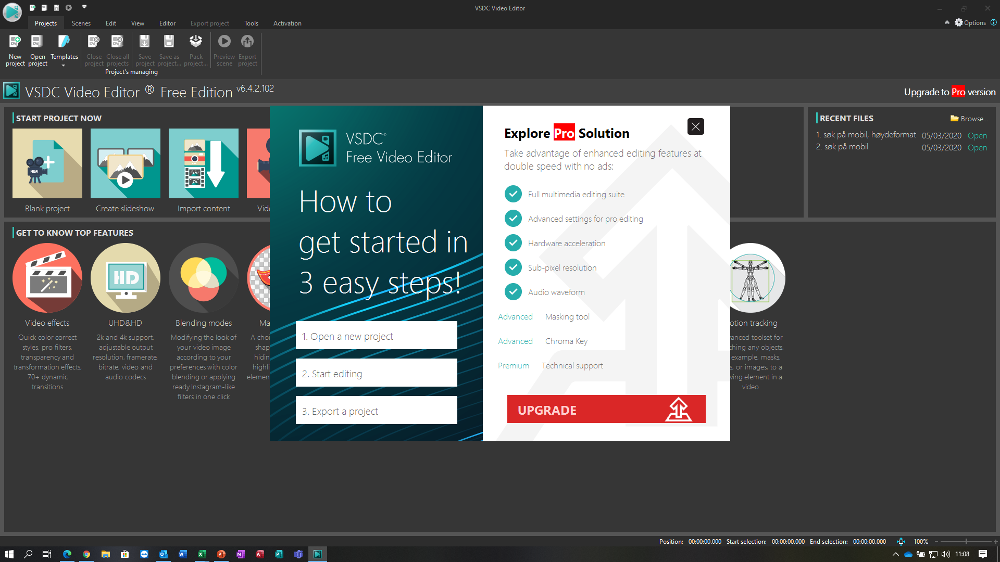 VSDC Video Editor
Projects Scenes Edit View Editor Export project Tools Activation
Options
New project
Open project
Templates
Close project
Close all projects
Save project
Save as project...
Pack project...
Preview scene
Export project
Project's managing
VSDC Video Editor ® Free Edition v6.4.2.102
Upgrade to Pro version
START PROJECT NOW
NEW
Blank project
Create slideshow
Import content
Vid
RECENT FILES
Browse...
1. søk på mobil, høydeformat 05/03/2020 Open
2. søk på mobil 05/03/2020 Open
GET TO KNOW TOP FEATURES
HD
Video effects
Quick color correct
styles, pro filters,
transparency and
transformation effects,
70+ dynamic
transitions
UHD&HD
2k and 4k support,
adjustable output
resolution, framerate,
bitrate, video and
audio codecs
Blending modes
Modifying the look of
your video image
according to your
preferences with color
blending or applying
ready Instagram-like
filters in one click
Ma
A choi
shap
hidin
highli
elemen
VSDC©
Free Video Editor
How to
get started in
3 easy steps!
1. Open a new project
2. Start editing
3. Export a project
Explore Pro Solution
Take advantage of enhanced editing features at
double speed with no ads:
Full multimedia editing suite
Advanced settings for pro editing
Hardware acceleration
Sub-pixel resolution
Audio waveform
Advanced Masking tool
Advanced Chroma Key
Premium Technical support
UPGRADE
otion tracking
anced toolset for
ching any objects,
example, masks,
s, or images, to a
ving element in a
video
Position: 00:00:00.000 Start selection: 00:00:00.000 End selection: 00:00:00.000 100%
11:08